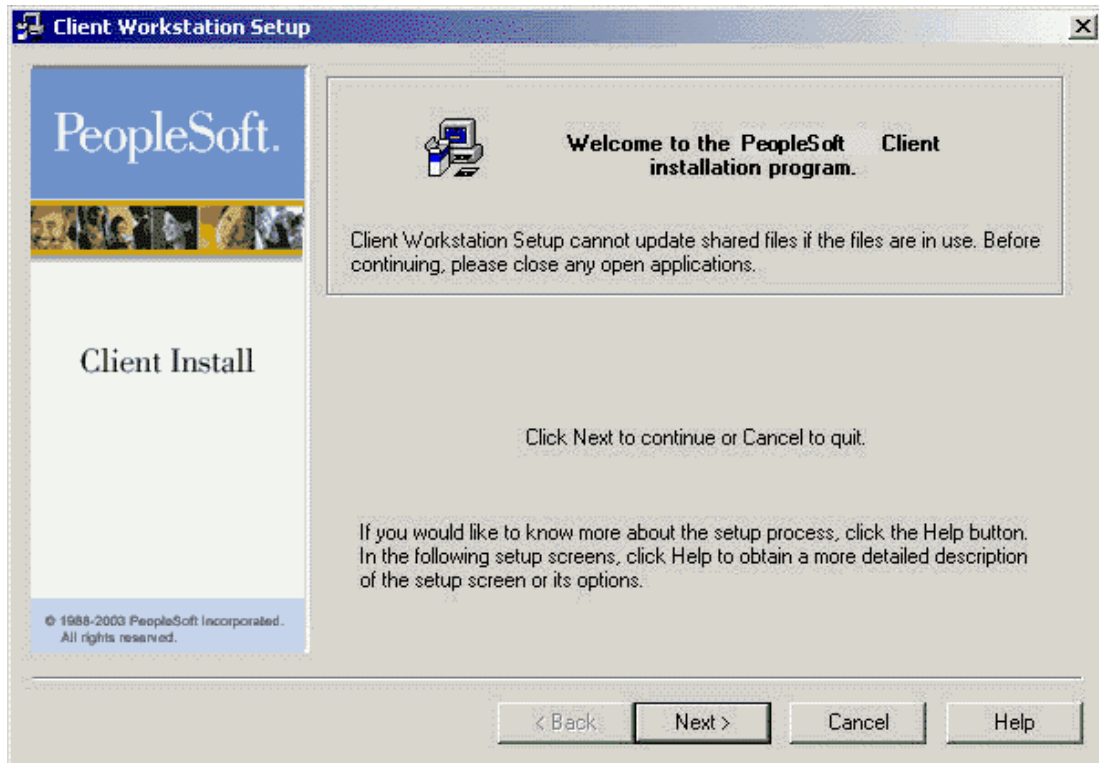 Client Workstation Setup
PeopleSoft.
Client Install
© 1988-2003 PeopleSoft Incorporated.
All rights reserved.
Welcome to the PeopleSoft Client
installation program.
Client Workstation Setup cannot update shared files if the files are in use. Before
continuing, please close any open applications.
Click Next to continue or Cancel to quit.
If you would like to know more about the setup process, click the Help button.
In the following setup screens, click Help to obtain a more detailed description
of the setup screen or its options.
< Back
Next >
Cancel
Help